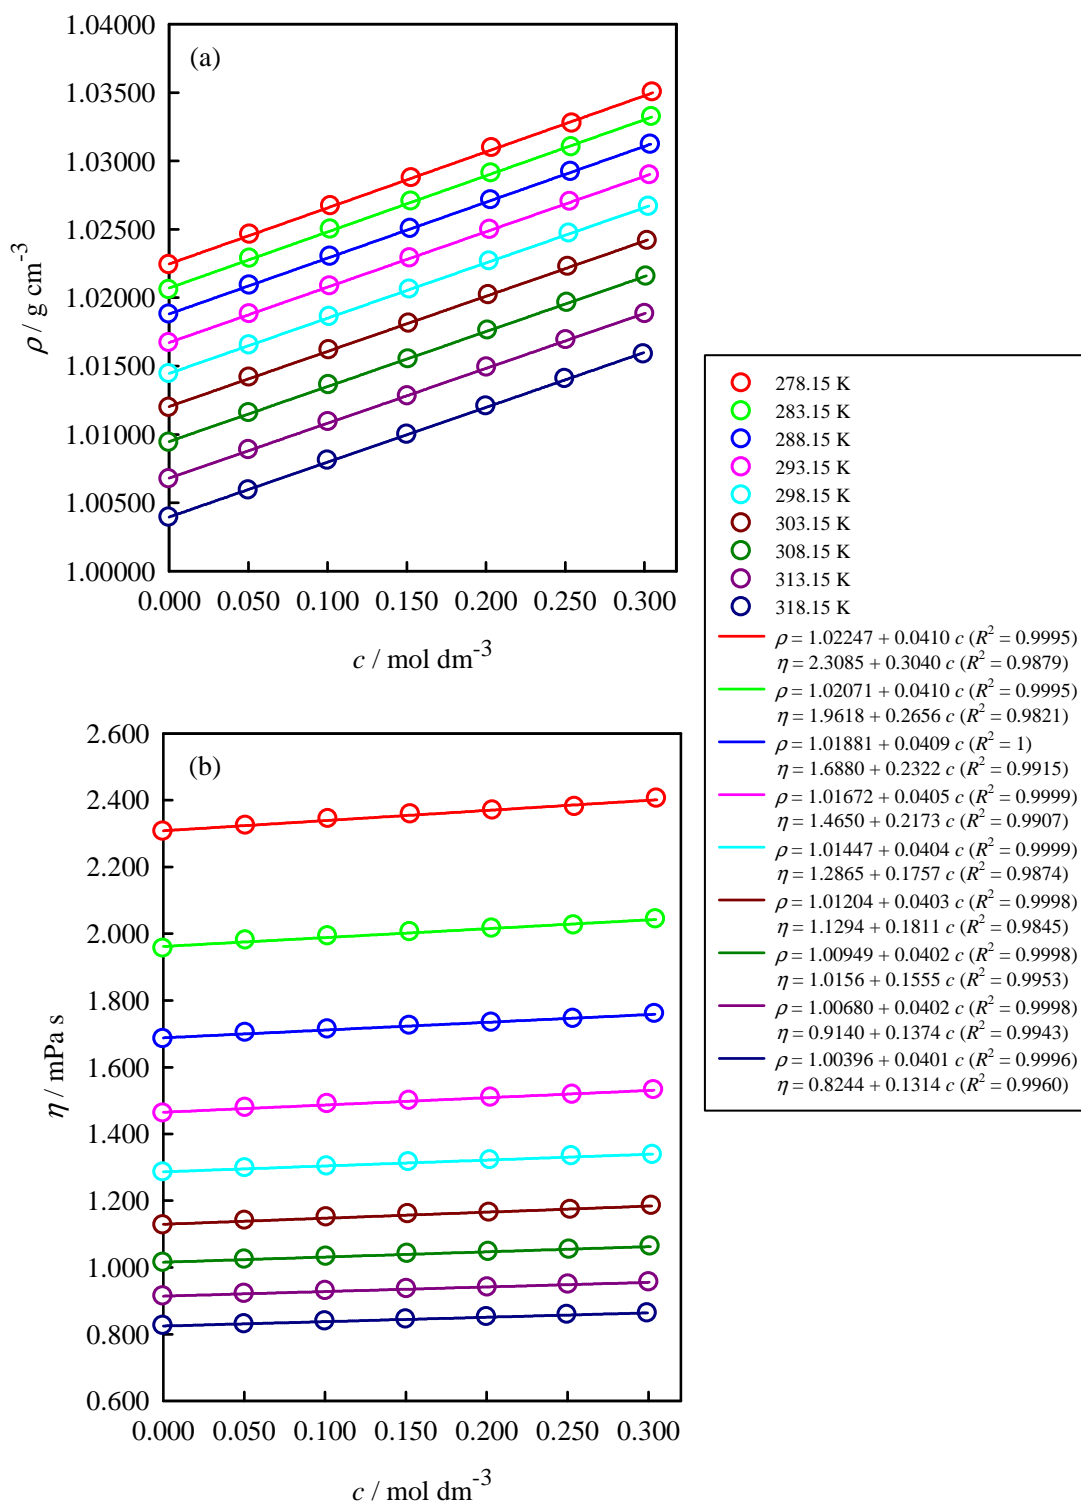 (a)
1.04000
1.03500
1.03000
1.02500
1.02000
1.01500
1.01000
1.00500
1.00000
ρ / g cm-3
0.000 0.050 0.100 0.150 0.200 0.250 0.300
c / mol dm-3
278.15 K
283.15 K
288.15 K
293.15 K
298.15 K
303.15 K
308.15 K
313.15 K
318.15 K
ρ = 1.02247 + 0.0410 c (R2 = 0.9995)
η = 2.3085 + 0.3040 c (R2 = 0.9879)
ρ = 1.02071 + 0.0410 c (R2 = 0.9995)
η = 1.9618 + 0.2656 c (R2 = 0.9821)
ρ = 1.01881 + 0.0409 c (R2 = 1)
η = 1.6880 + 0.2322 c (R2 = 0.9915)
ρ = 1.01672 + 0.0405 c (R2 = 0.9999)
η = 1.4650 + 0.2173 c (R2 = 0.9907)
ρ = 1.01447 + 0.0404 c (R2 = 0.9999)
η = 1.2865 + 0.1757 c (R2 = 0.9874)
ρ = 1.01204 + 0.0403 c (R2 = 0.9998)
η = 1.1294 + 0.1811 c (R2 = 0.9845)
ρ = 1.00949 + 0.0402 c (R2 = 0.9998)
η = 1.0156 + 0.1555 c (R2 = 0.9953)
ρ = 1.00680 + 0.0402 c (R2 = 0.9998)
η = 0.9140 + 0.1374 c (R2 = 0.9943)
ρ = 1.00396 + 0.0401 c (R2 = 0.9996)
η = 0.8244 + 0.1314 c (R2 = 0.9960)
(b)
2.600
2.400
2.200
2.000
1.800
1.600
1.400
1.200
1.000
0.800
0.600
η / mPa s
0.000 0.050 0.100 0.150 0.200 0.250 0.300
c / mol dm-3